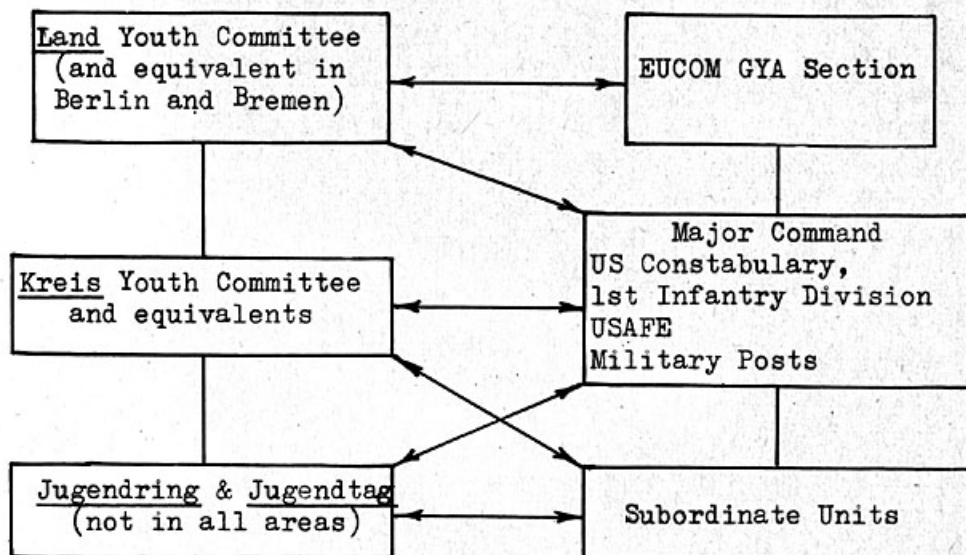 Land Youth Committee
(and equivalent in
Berlin and Bremen)
EUCOM GYA Section
Major Command
US Constabulary,
1st Infantry Division
USAFE
Military Posts
Kreis Youth Committee
and equivalents
Jugendring & Jugendtag
(not in all areas)
Subordinate Units